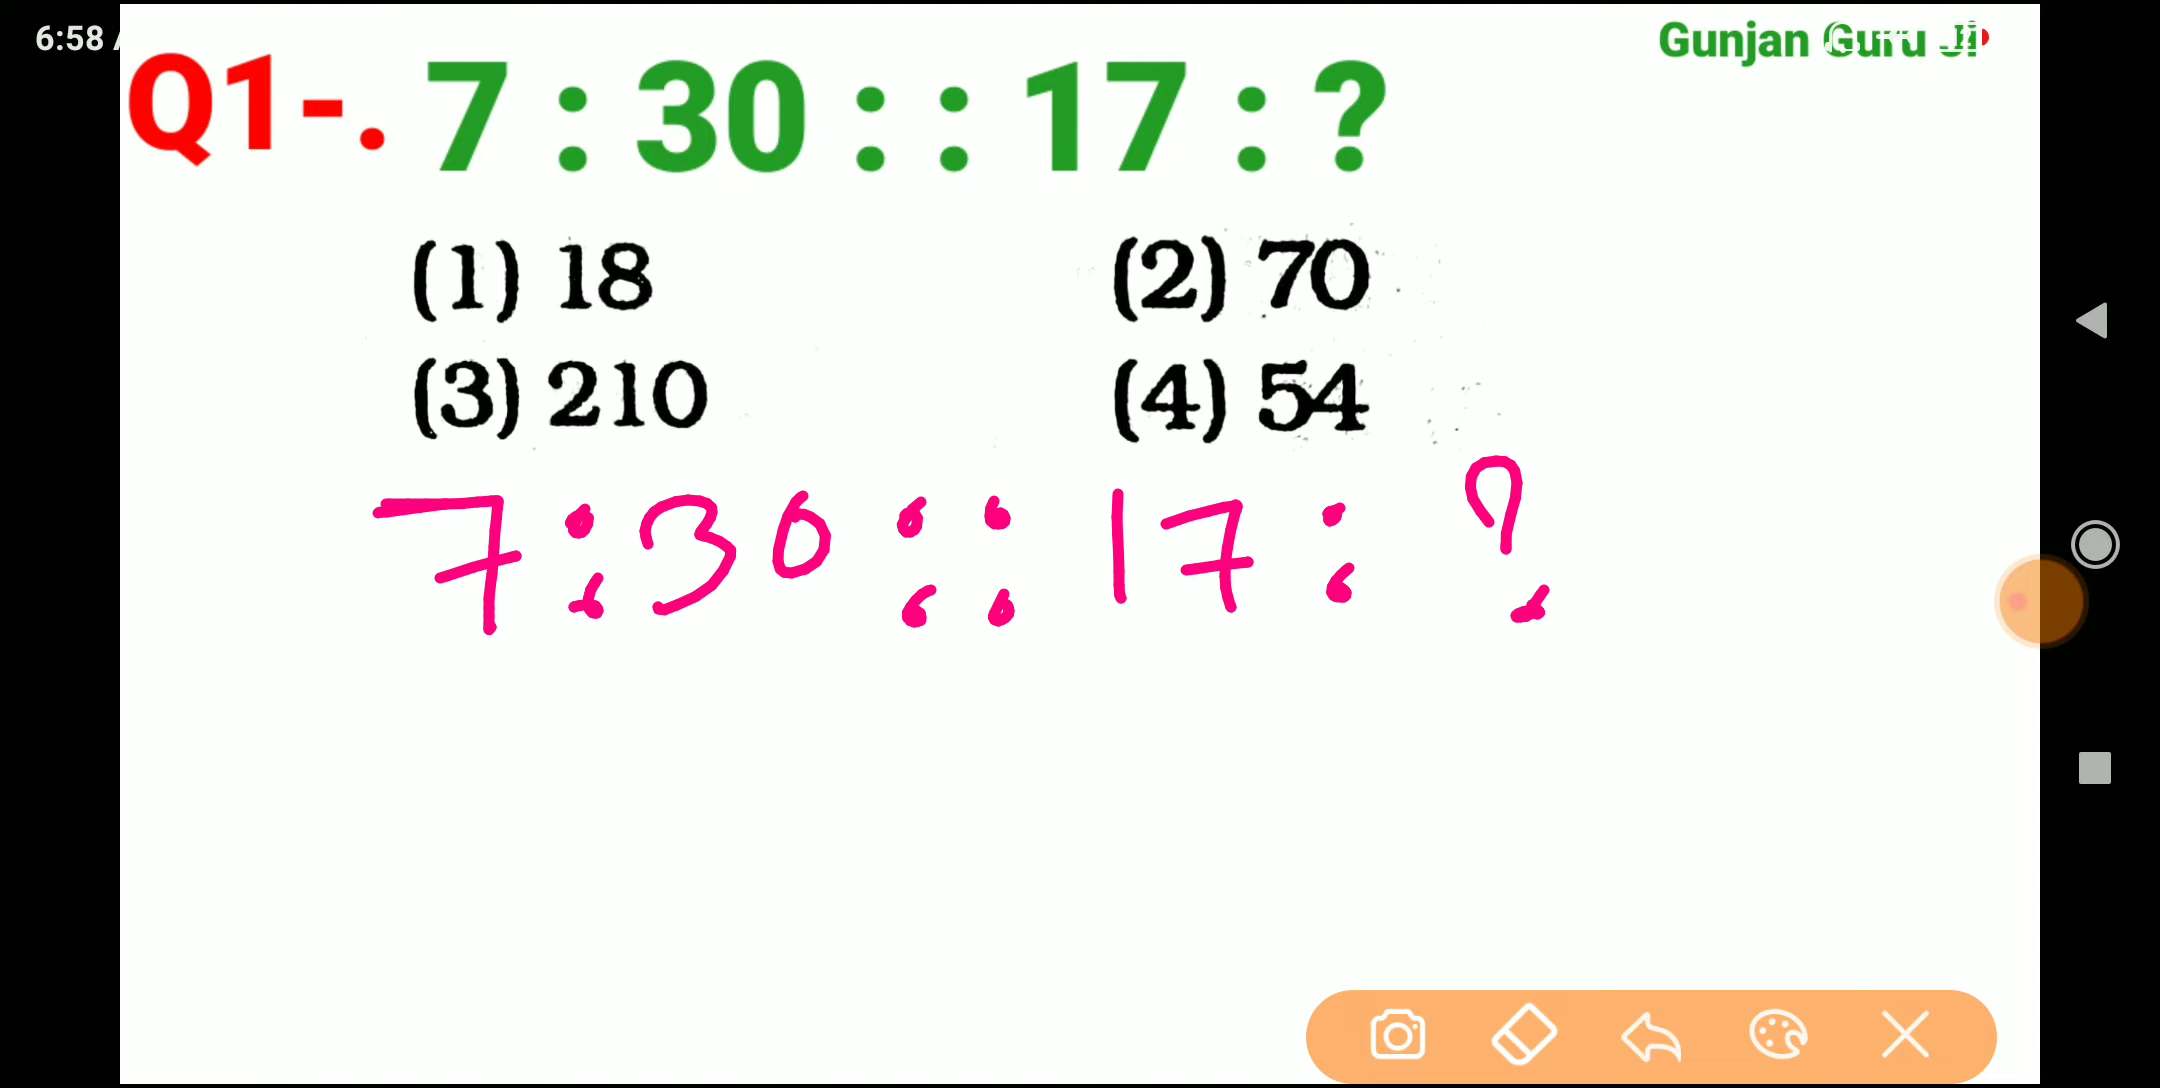 6:58
Gunjan Guru Ji
Q1-. 7 : 30 : : 17 : ?
(1) 18 (2) 70
(3) 210 (4) 54
7 : 30 : : 17 : ?